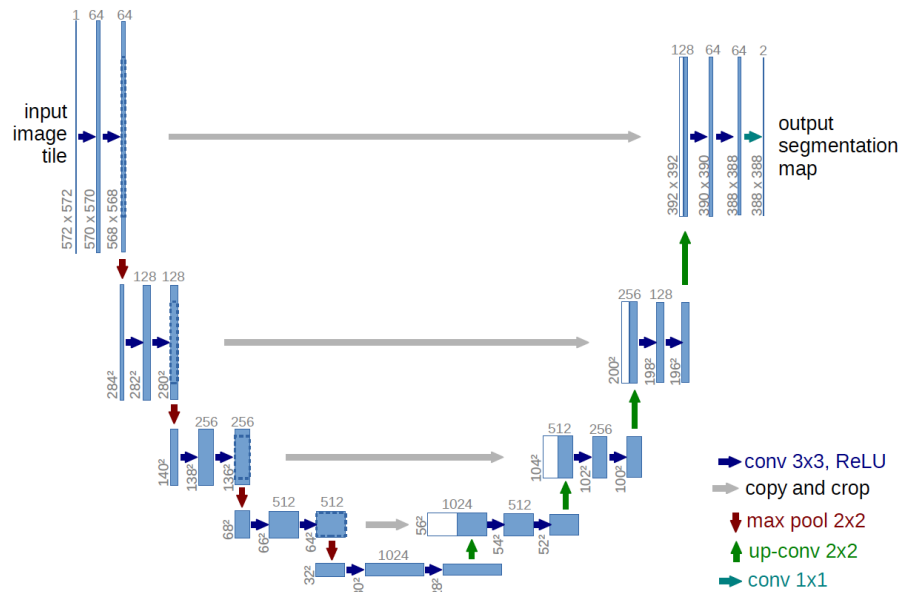 1 64 64
128 64 64 2
input
image
tile
output
segmentation
map
572 x 572
570 x 570
568 x 568
392 x 392
390 x 390
388 x 388
388 x 388
128 128
256 128
284²
282²
280²
200²
198²
196²
256 256
512 256
140²
138²
136²
104²
102²
100²
512 512
1024 512
68²
66²
64²
56²
54²
52²
1024
32²
conv 3x3, ReLU
copy and crop
max pool 2x2
up-conv 2x2
conv 1x1